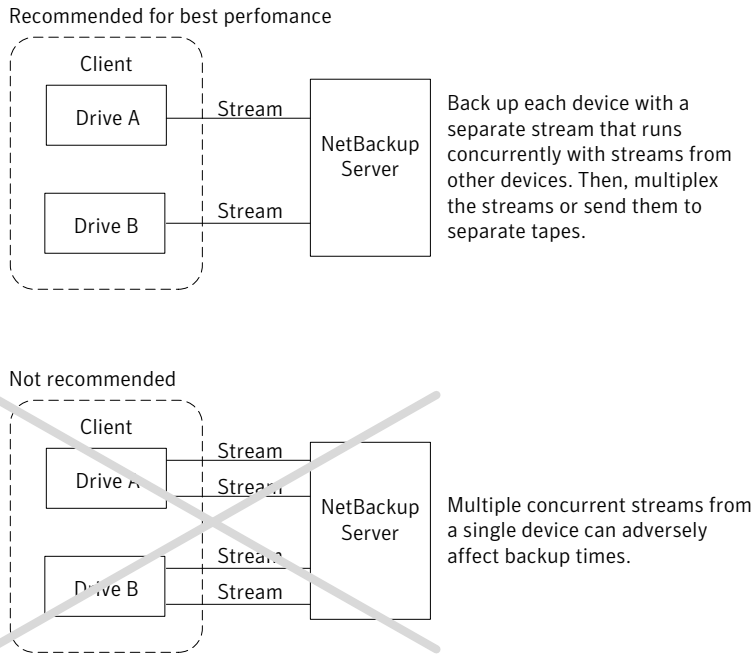 Recommended for best perfomance
Client
Drive A
Stream
Drive B
Stream
NetBackup
Server
Back up each device with a
separate stream that runs
concurrently with streams from
other devices. Then, multiplex
the streams or send them to
separate tapes.
Not recommended
Client
Drive A
Stream
Stream
Drive B
Stream
Stream
NetBackup
Server
Multiple concurrent streams from
a single device can adversely
affect backup times.